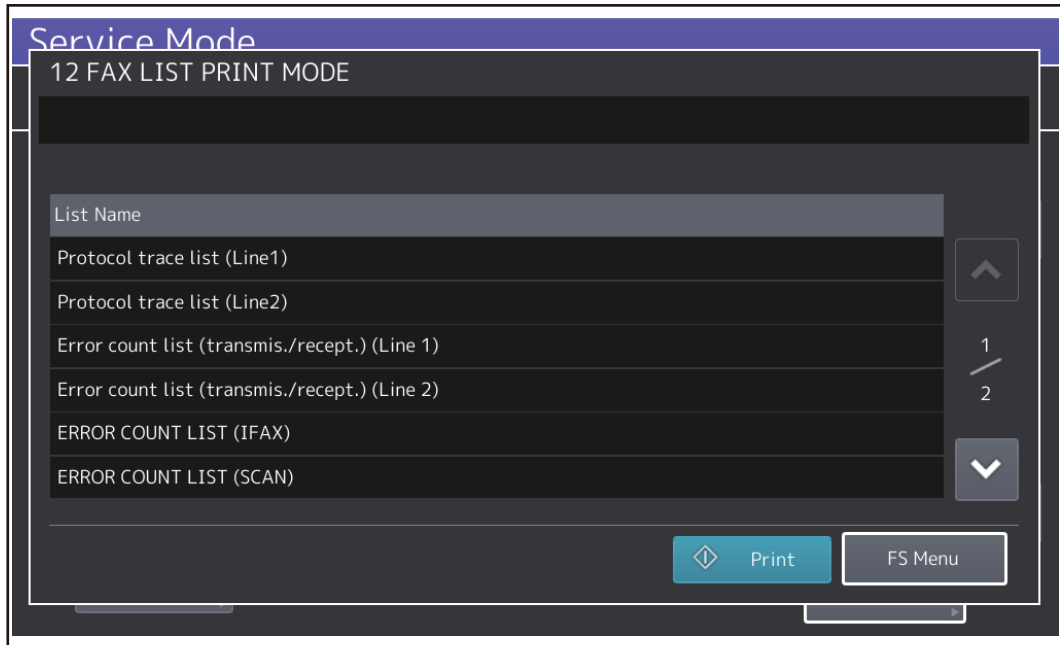 Service Mode
12 FAX LIST PRINT MODE
List Name
Protocol trace list (Line1)
Protocol trace list (Line2)
Error count list (transmis./recept.) (Line 1)
Error count list (transmis./recept.) (Line 2)
ERROR COUNT LIST (IFAX)
ERROR COUNT LIST (SCAN)
1
2
Print
FS Menu